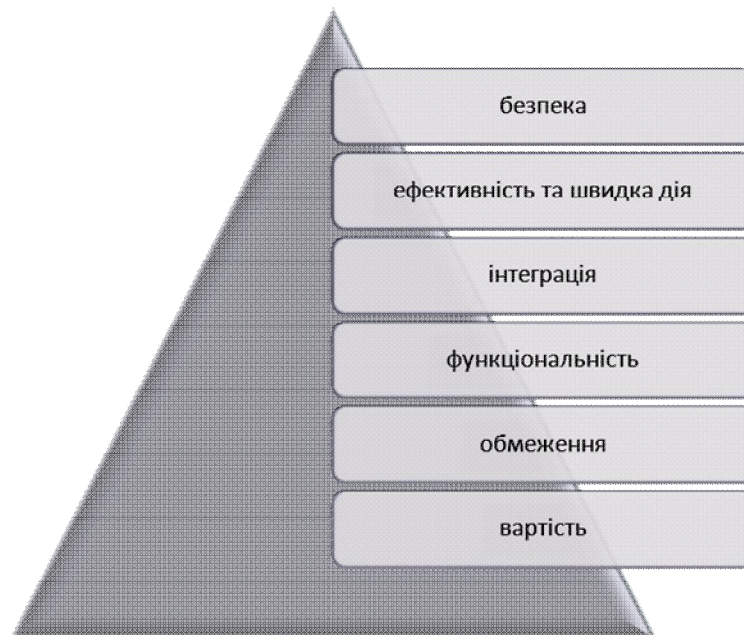 безпека
ефективність та швидка дія
інтеграція
функціональність
обмеження
вартість